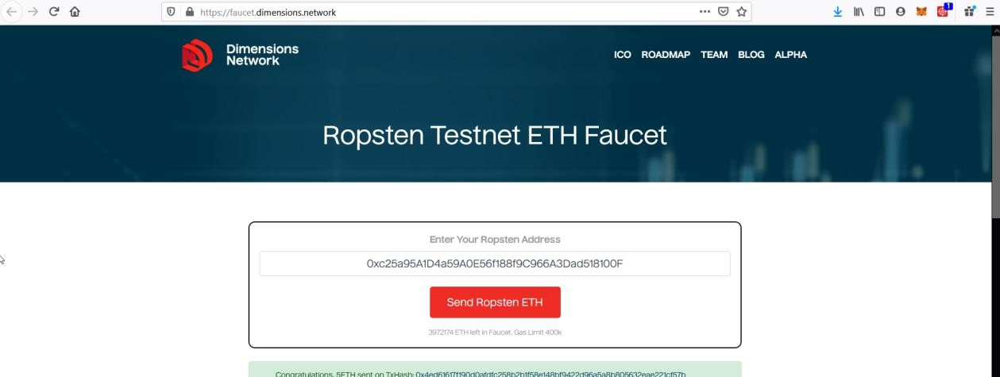 https://faucet.dimensions.network
1
Dimensions
Network
ICO ROADMAP TEAM BLOG ALPHA
Ropsten Testnet ETH Faucet
Enter Your Ropsten Address
0xc25a95A1D4a59A0E56f188f9C966A3Dad518100F
Send Ropsten ETH
3972174 ETH left in Faucet. Gas Limit 400k
Congratulations, 5ETH sent on TxHash: